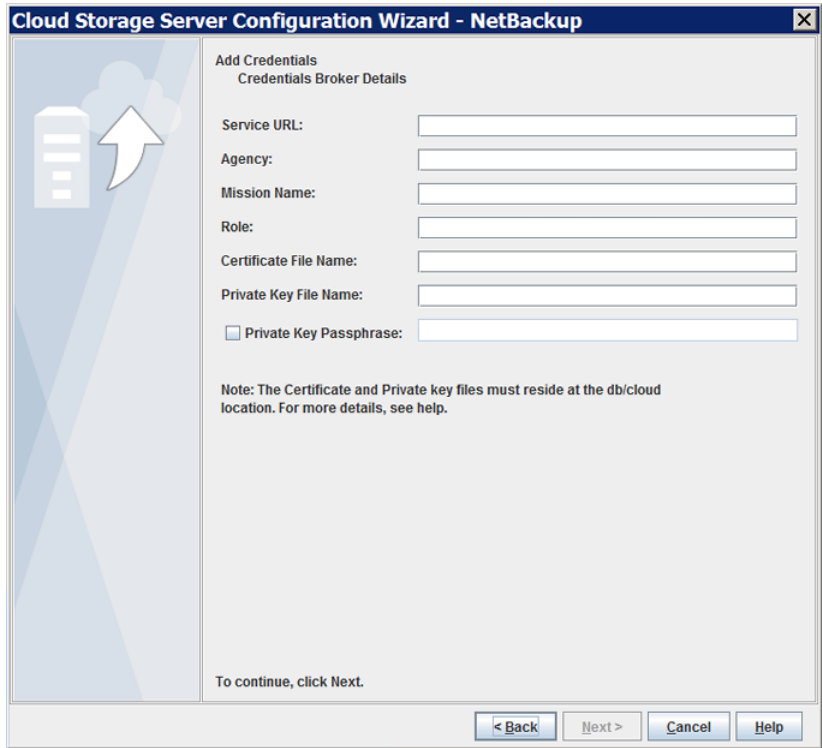 Cloud Storage Server Configuration Wizard - NetBackup
Add Credentials
Credentials Broker Details
Service URL:
Agency:
Mission Name:
Role:
Certificate File Name:
Private Key File Name:
Private Key Passphrase:
Note: The Certificate and Private key files must reside at the db/cloud
location. For more details, see help.
To continue, click Next.
< Back Next > Cancel Help